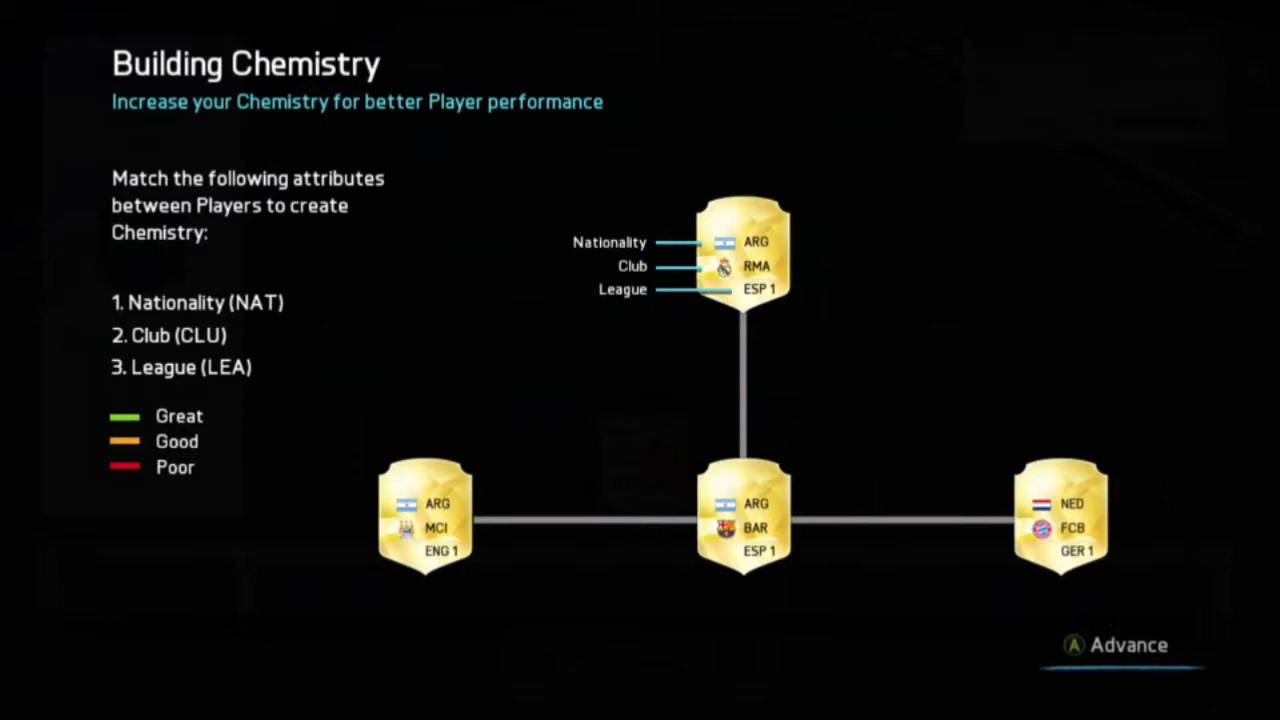 Building Chemistry
Increase your Chemistry for better Player performance
Match the following attributes
between Players to create
Chemistry:
1. Nationality (NAT)
2. Club (CLU)
3. League (LEA)
Great
Good
Poor
Nationality
Club
League
ARG
RMA
ESP 1
ARG
MCI
ENG 1
ARG
BAR
ESP 1
NED
FCB
GER 1
A Advance